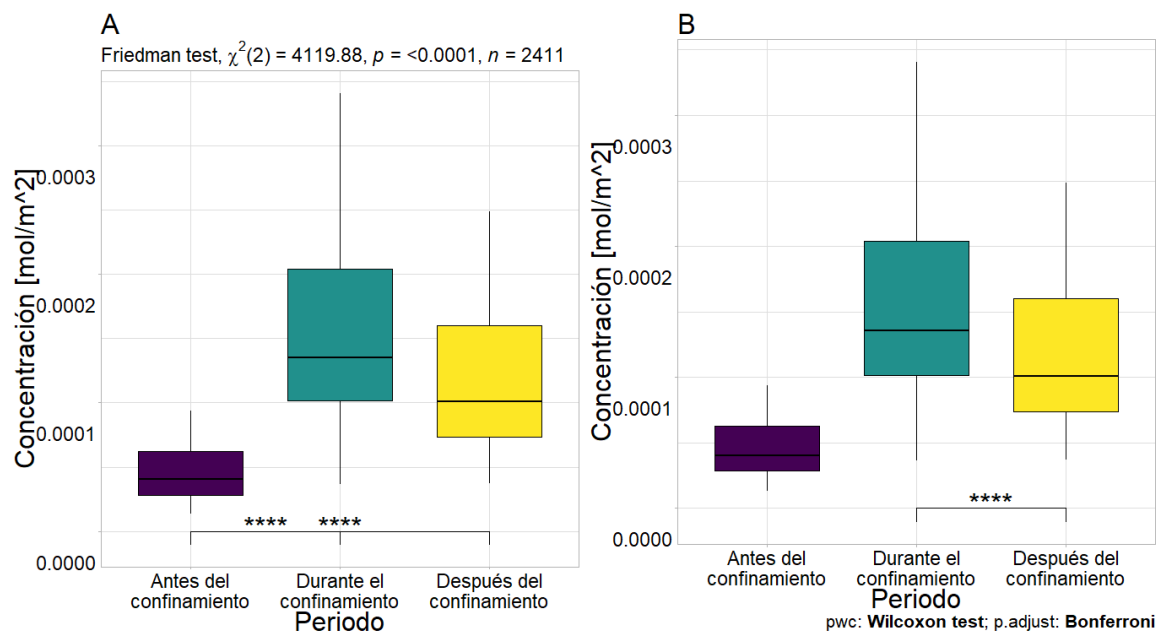 A
Friedman test, χ²(2) = 4119.88, p = <0.0001, n = 2411
Concentración [mol/m^2]
0.0003
0.0002
0.0001
0.0000
**** ****
Antes del confinamiento
Durante el confinamiento
Después del confinamiento
Periodo
B
Concentración [mol/m^2]
0.0003
0.0002
0.0001
0.0000
****
Antes del confinamiento
Durante el confinamiento
Después del confinamiento
Periodo
pwc: Wilcoxon test; p.adjust: Bonferroni